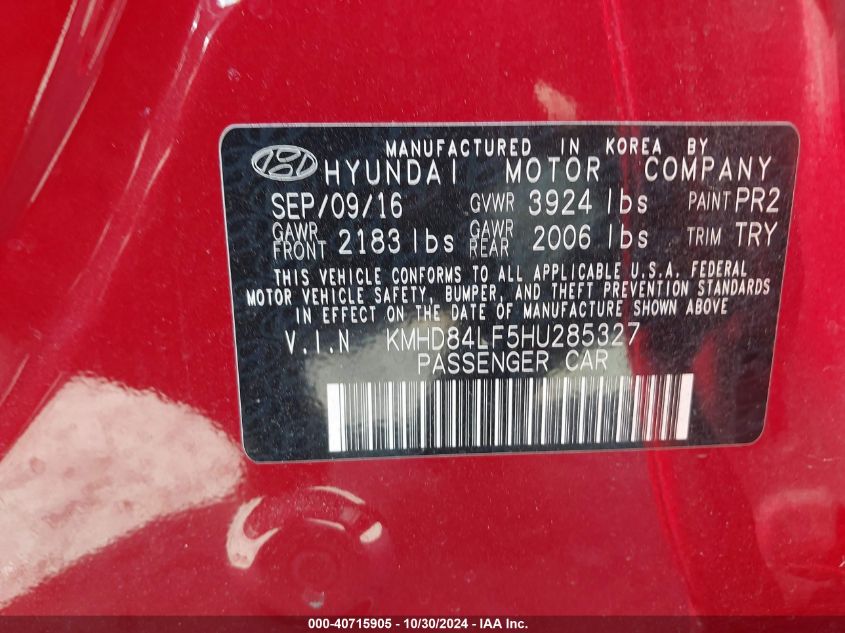 MANUFACTURED IN KOREA BY
HYUNDAI MOTOR COMPANY
SEP/09/16 GVWR 3924 lbs PAINT PR2
GAWR FRONT 2183 lbs GAWR REAR 2006 lbs TRIM TRY
THIS VEHICLE CONFORMS TO ALL APPLICABLE U.S.A. FEDERAL
MOTOR VEHICLE SAFETY, BUMPER, AND THEFT PREVENTION STANDARDS
IN EFFECT ON THE DATE OF MANUFACTURE SHOWN ABOVE
V.I.N KMHD84LF5HU285327
PASSENGER CAR
000-40715905 - 10/30/2024 - IAA Inc.